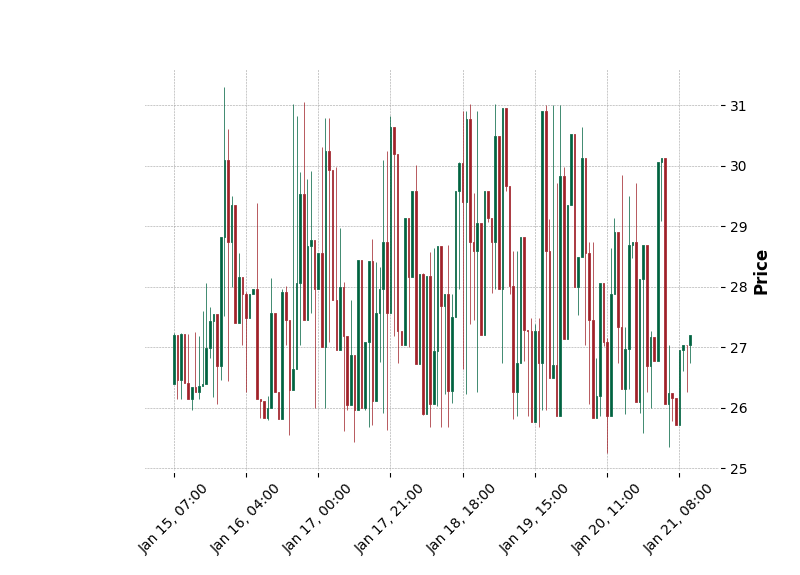 31
30
29
28
27
26
25
Price
Jan 15, 07:00
Jan 16, 04:00
Jan 17, 00:00
Jan 17, 21:00
Jan 18, 18:00
Jan 19, 15:00
Jan 20, 11:00
Jan 21, 08:00